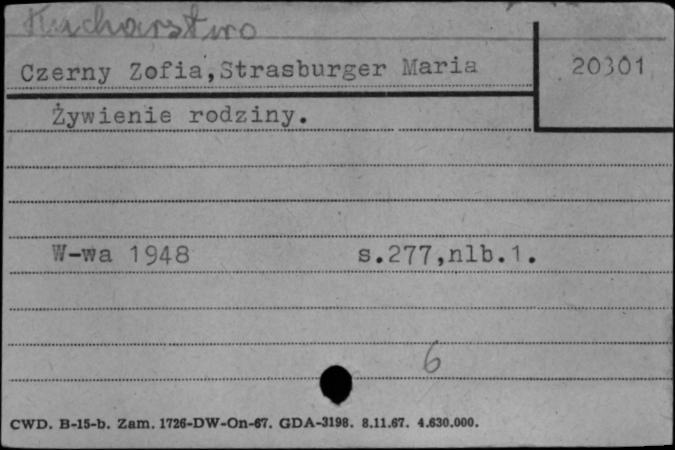 Kucharstwo
Czerny Zofia,Strasburger Maria
20301
Żywienie rodziny.
W-wa 1948 s.277,nlb.1.
6
CWD. B-15-b. Zam. 1726-DW-On-67. GDA-3198. 8.11.67. 4.630.000.